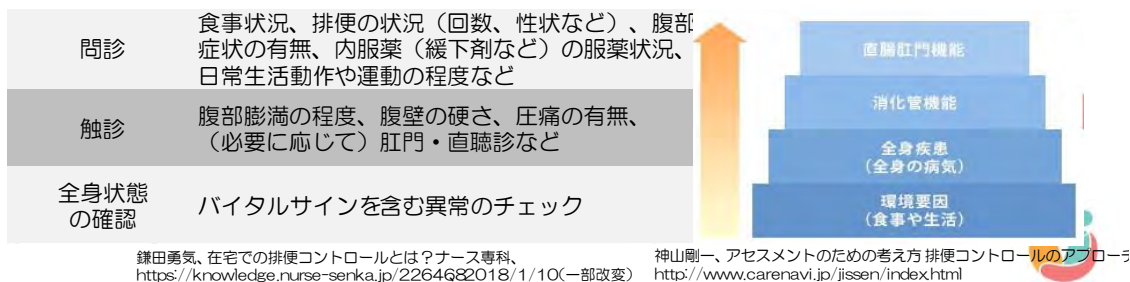 問診
食事状況、排便の状況（回数、性状など）、腹部
症状の有無、内服薬（緩下剤など）の服薬状況、
日常生活動作や運動の程度など
触診
腹部膨満の程度、腹壁の硬さ、圧痛の有無、
（必要に応じて）肛門・直聴診など
全身状態
の確認
バイタルサインを含む異常のチェック
直腸肛門機能
消化管機能
全身疾患
（全身の病気）
環境要因
（食事や生活）
鎌田勇気、在宅での排便コントロールとは？ナース専科、
https://knowledge.nurse-senka.jp/2264682018/1/10(一部改変）
神山剛一、アセスメントのための考え方 排便コントロールのアプローチ
http://www.carenavi.jp/jissen/index.html